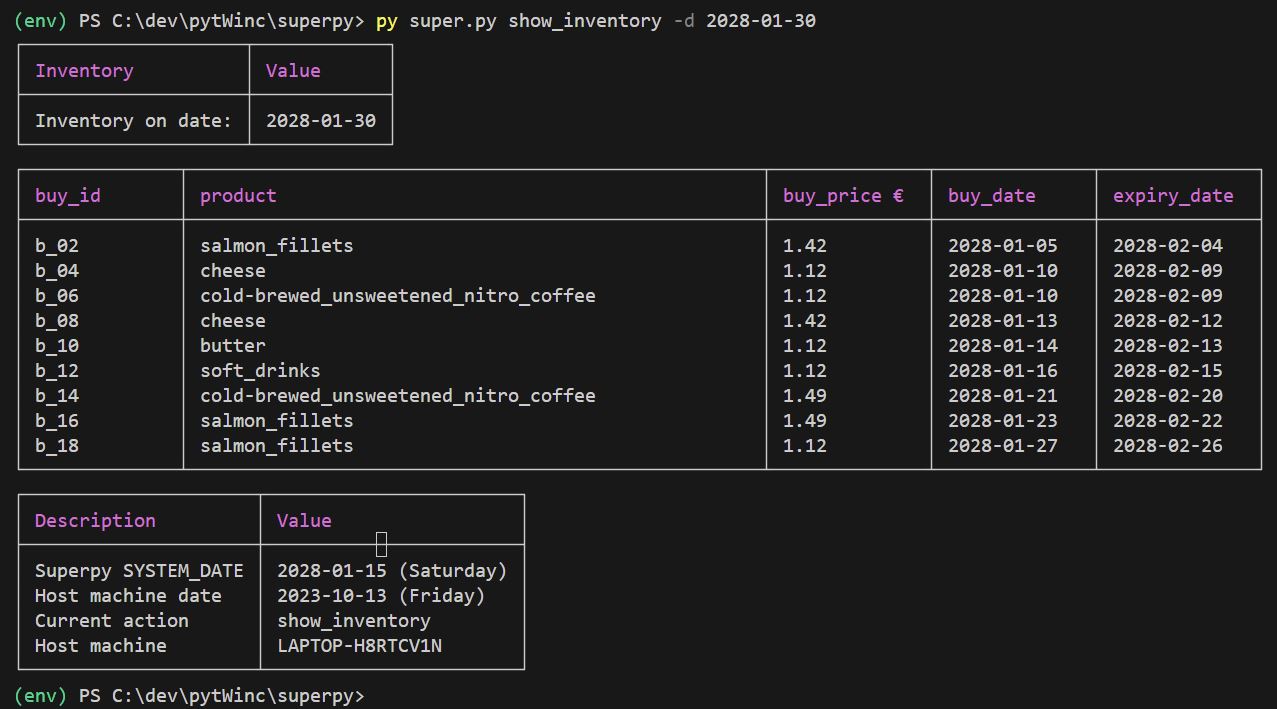 (env) PS C:\dev\pytWinc\superpy> py super.py show_inventory -d 2028-01-30
Inventory Value
Inventory on date: 2028-01-30
buy_id product buy_price € buy_date expiry_date
b_02 salmon_fillets 1.42 2028-01-05 2028-02-04
b_04 cheese 1.12 2028-01-10 2028-02-09
b_06 cold-brewed_unsweetened_nitro_coffee 1.12 2028-01-10 2028-02-09
b_08 cheese 1.42 2028-01-13 2028-02-12
b_10 butter 1.12 2028-01-14 2028-02-13
b_12 soft_drinks 1.12 2028-01-16 2028-02-15
b_14 cold-brewed_unsweetened_nitro_coffee 1.49 2028-01-21 2028-02-20
b_16 salmon_fillets 1.49 2028-01-23 2028-02-22
b_18 salmon_fillets 1.12 2028-01-27 2028-02-26
Description Value
Superpy SYSTEM_DATE 2028-01-15 (Saturday)
Host machine date 2023-10-13 (Friday)
Current action show_inventory
Host machine LAPTOP-H8RTCV1N
(env) PS C:\dev\pytWinc\superpy>